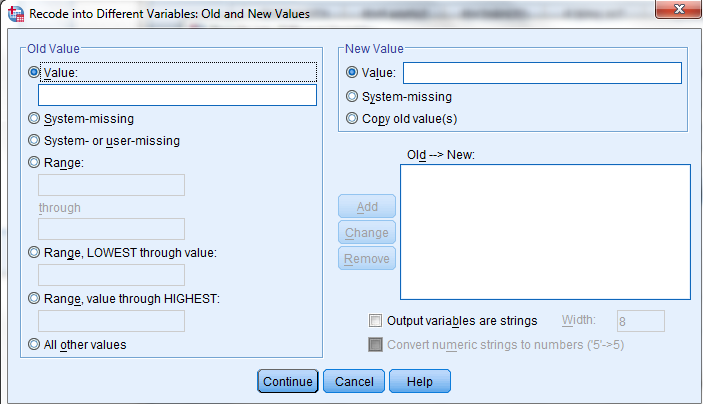 Recode into Different Variables: Old and New Values
Old Value
Value:
System-missing
System- or user-missing
Range:
through
Range, LOWEST through value:
Range, value through HIGHEST:
All other values
New Value
Value:
System-missing
Copy old value(s)
Old --> New:
Add
Change
Remove
Output variables are strings
Width:
8
Convert numeric strings to numbers ('5'->5)
Continue
Cancel
Help